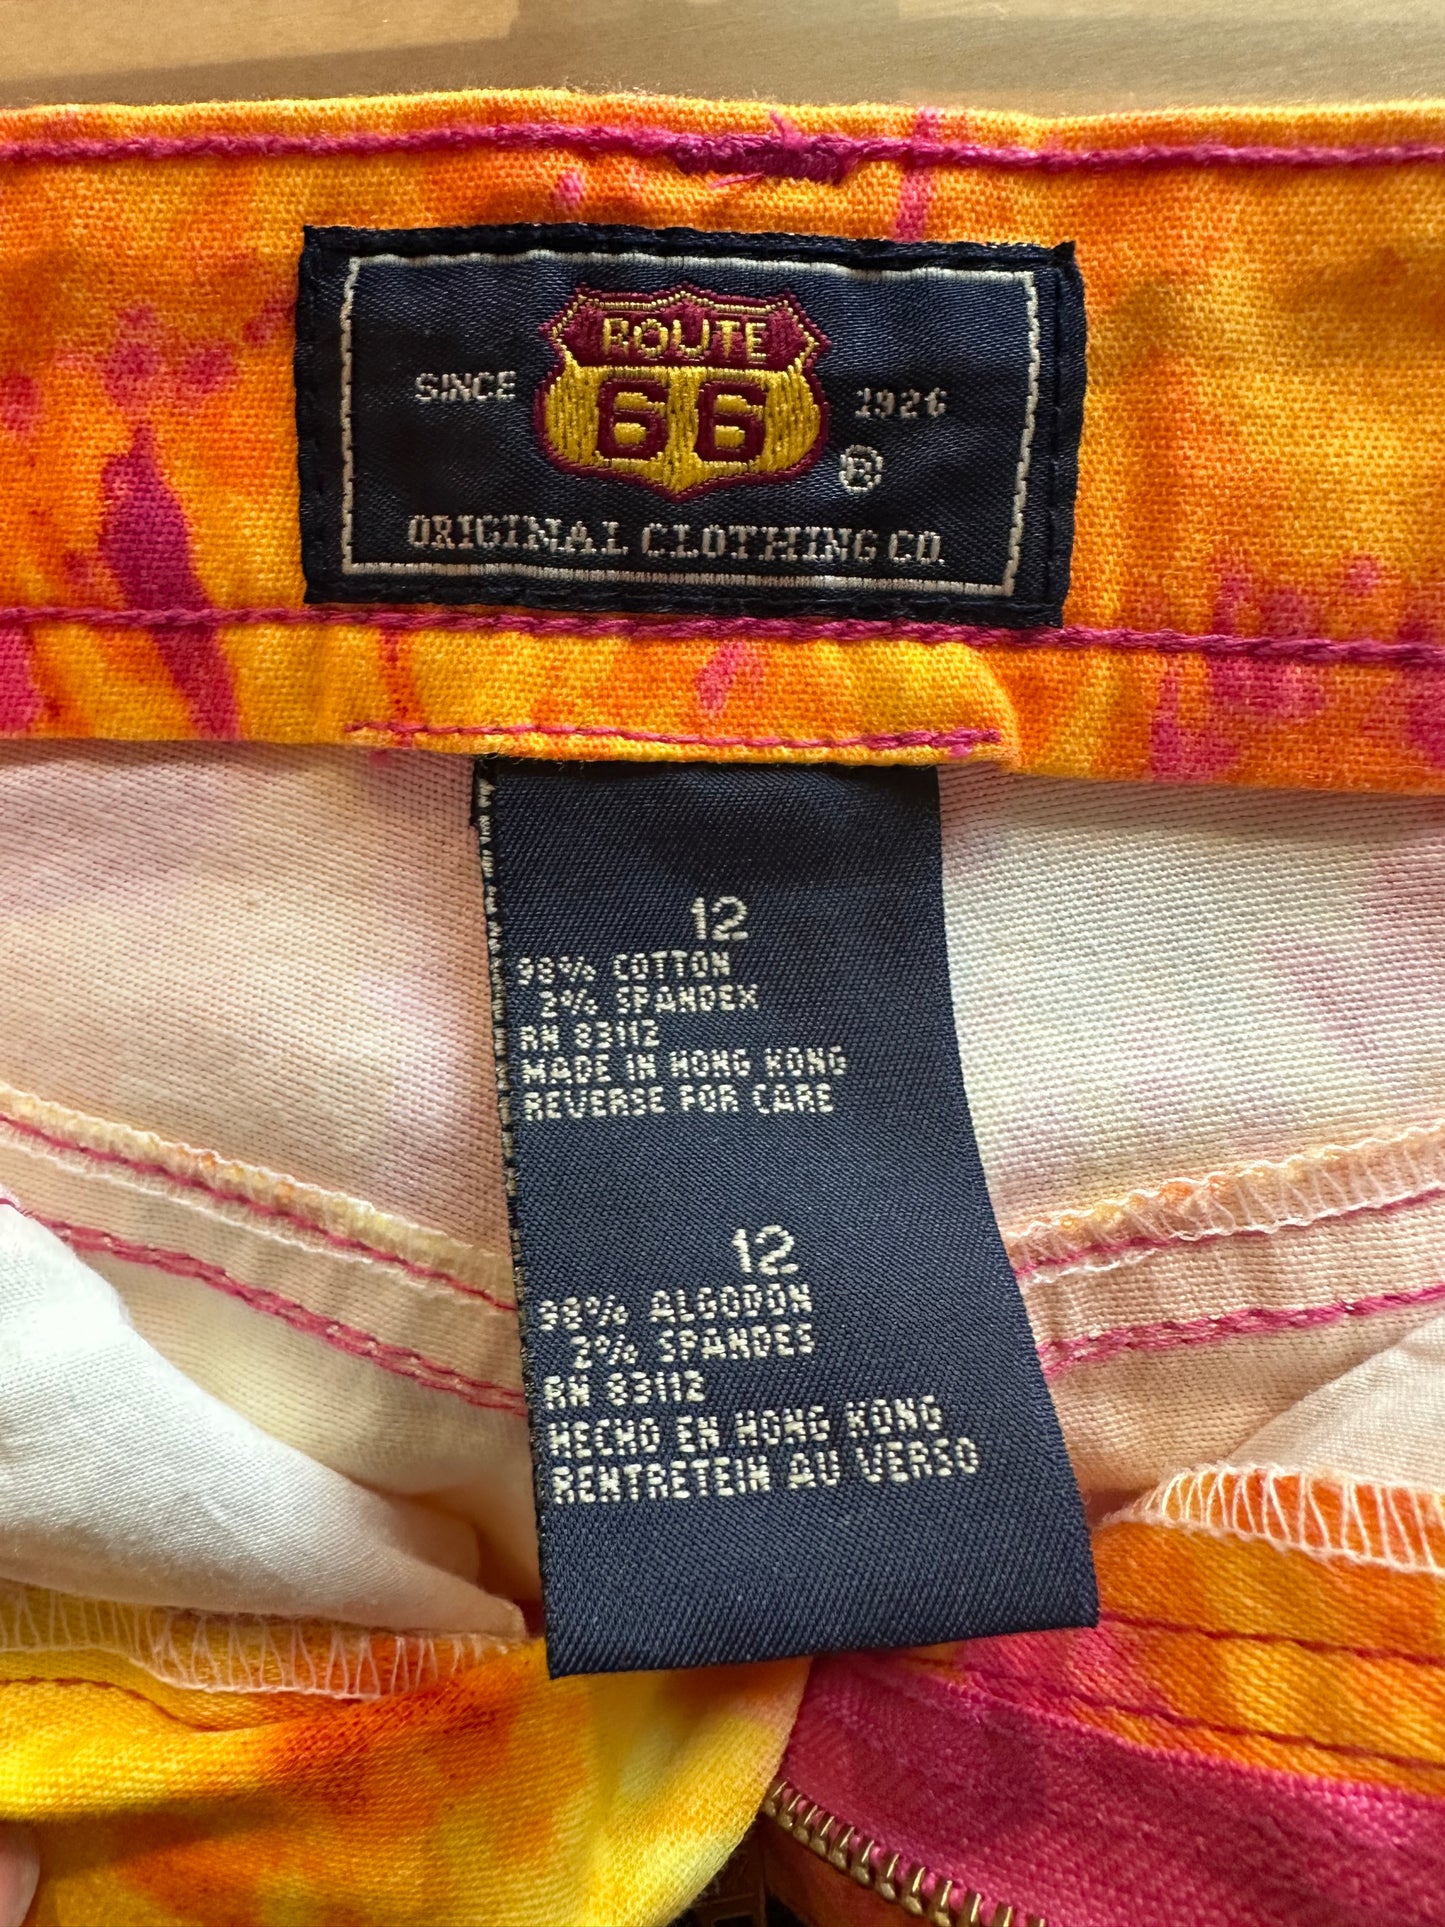 ROUTE
SINCE 66 1926
®
ORIGINAL CLOTHING CO.
12
98% COTTON
2% SPANDEX
RN 83112
MADE IN HONG KONG
REVERSE FOR CARE
12
98% ALGODON
2% SPANDES
RN 83112
HECHO EN HONG KONG
RENTRETEIN AU VERSO